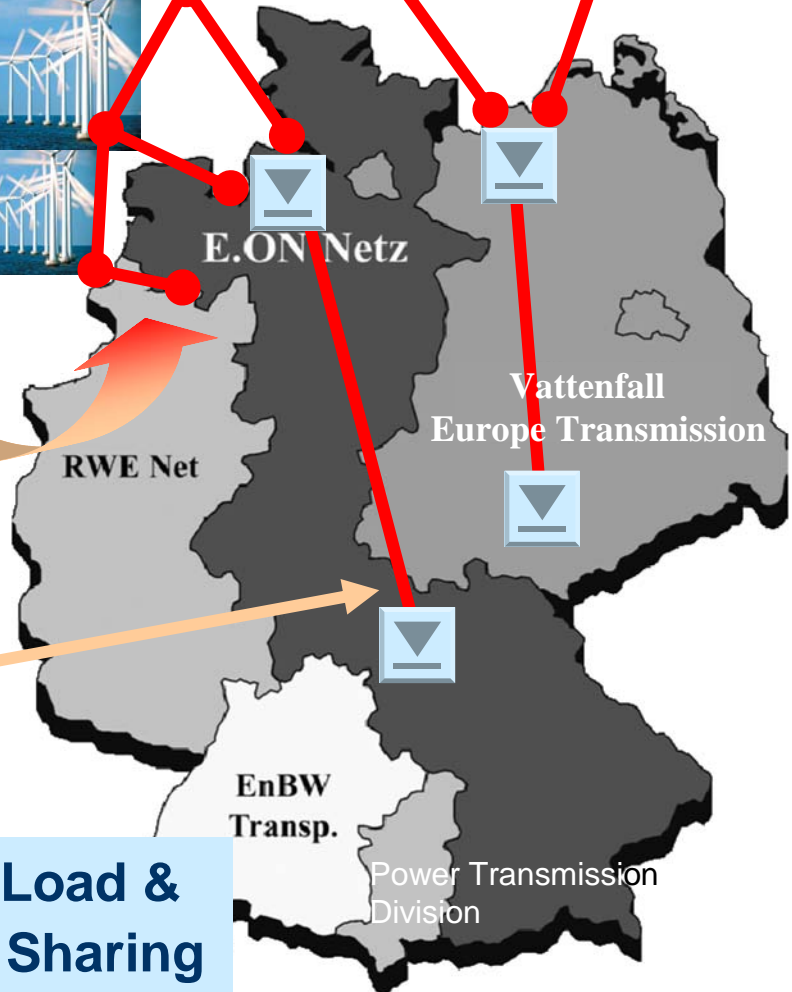 E.ON Netz
Vattenfall
Europe Transmission
RWE Net
EnBW
Transp.
Load &
Sharing
Power Transmission
Division